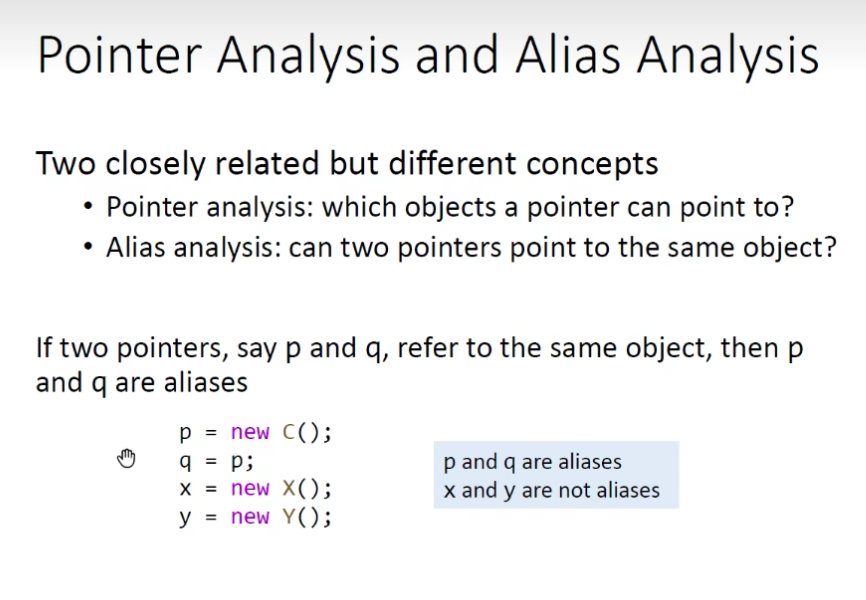 Pointer Analysis and Alias Analysis
Two closely related but different concepts
• Pointer analysis: which objects a pointer can point to?
• Alias analysis: can two pointers point to the same object?
If two pointers, say p and q, refer to the same object, then p
and q are aliases
p = new C();
q = p;
x = new X();
y = new Y();
p and q are aliases
x and y are not aliases